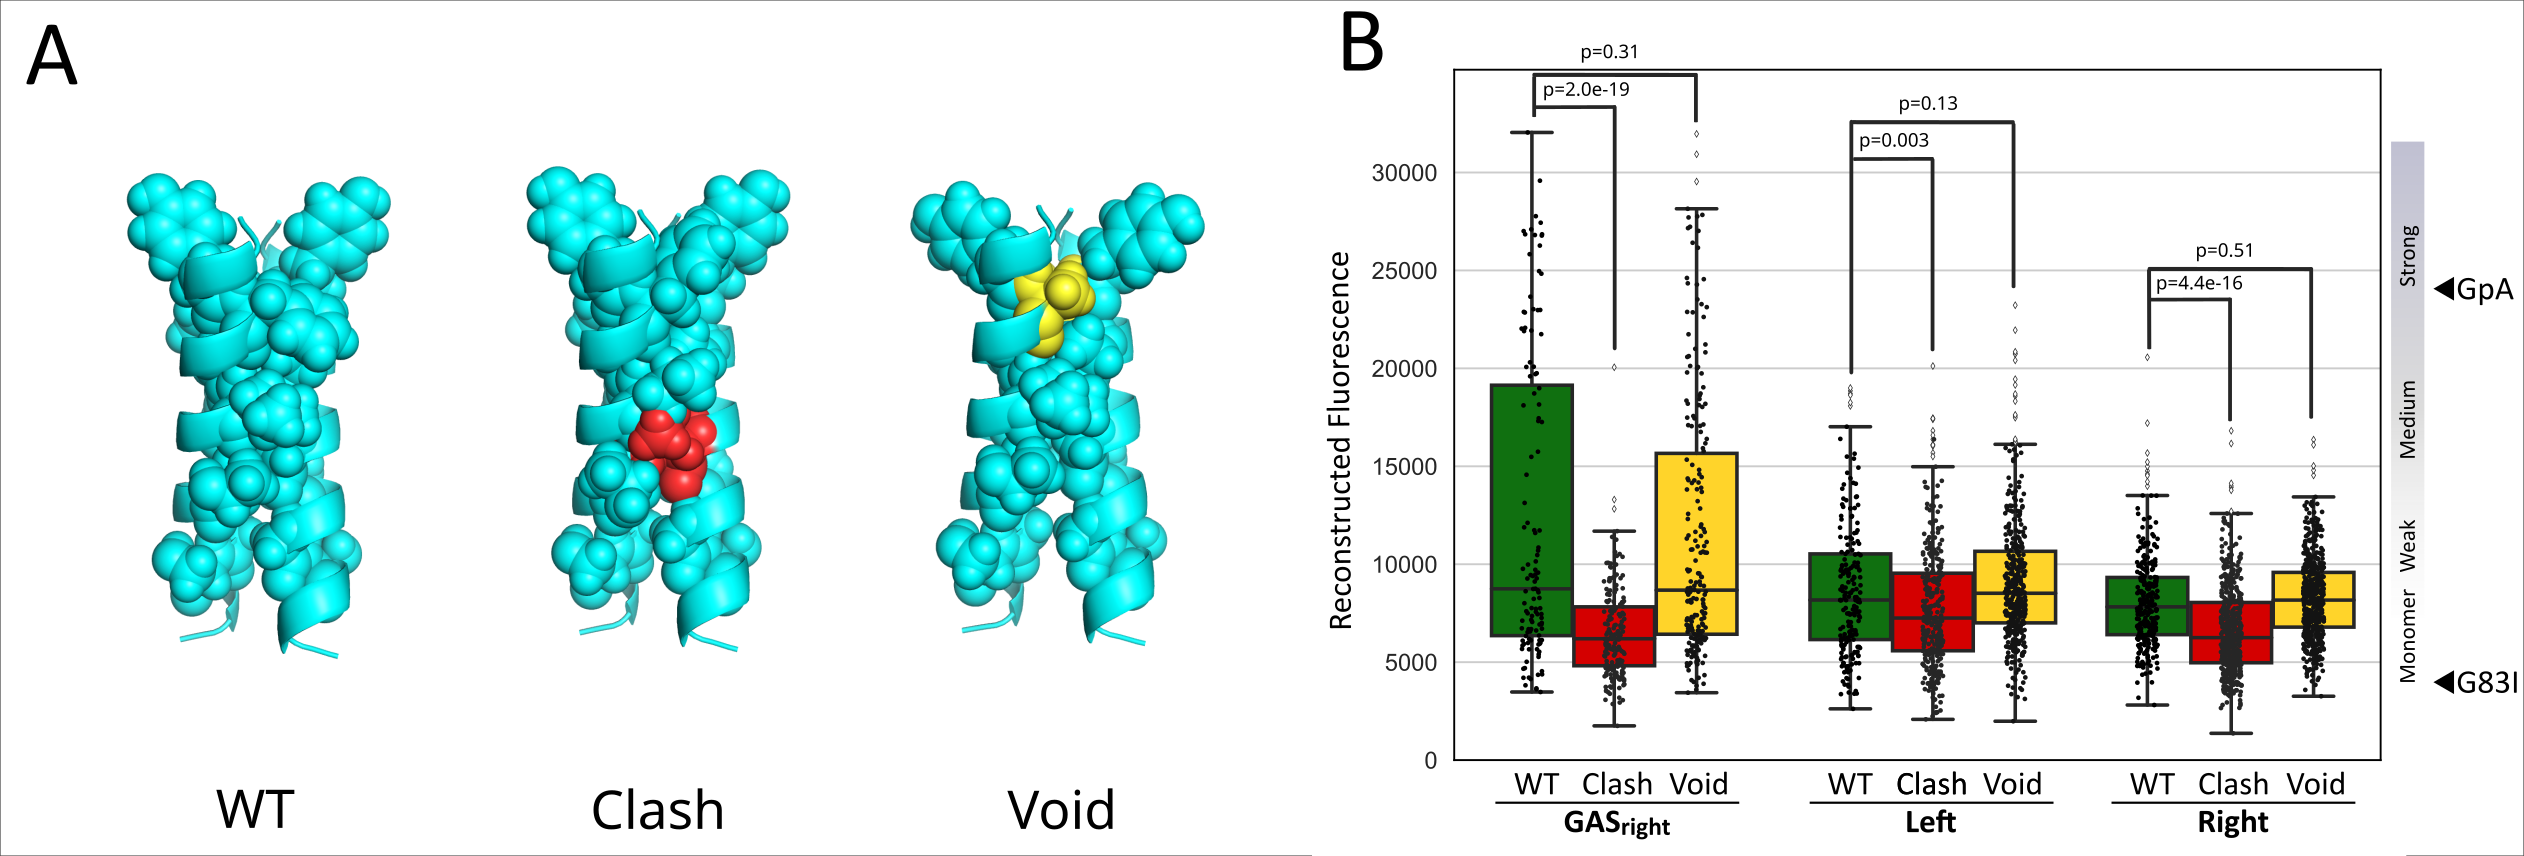 A
WT
Clash
Void
B
p=0.31
p=2.0e-19
p=0.13
p=0.003
p=0.51
p=4.4e-16
Reconstructed Fluorescence
30000
25000
20000
15000
10000
5000
0
WT Clash Void
GASright
WT Clash Void
Left
WT Clash Void
Right
Strong
Medium
Weak
Monomer
GpA
G83I